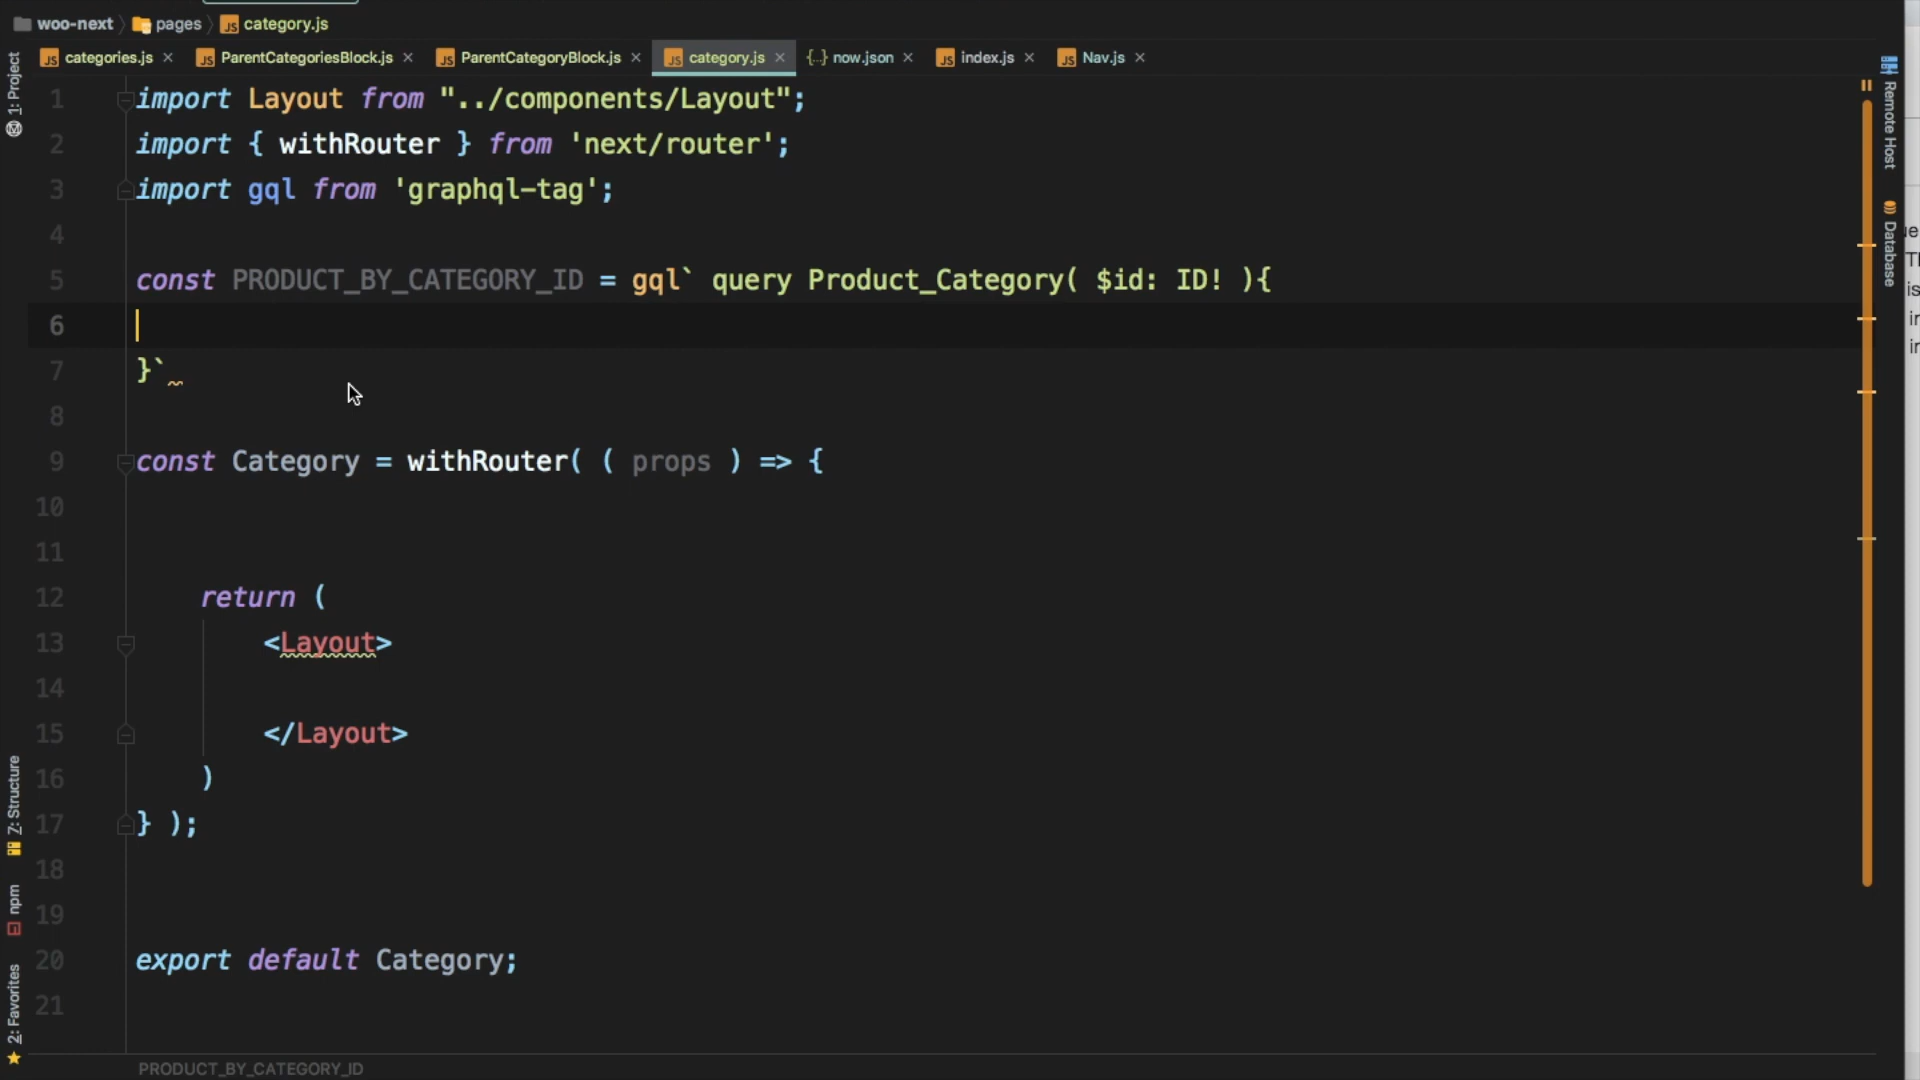 woo-next pages category.js
categories.js ParentCategoriesBlock.js ParentCategoryBlock.js category.js now.json index.js Nav.js
1: Project
Remote Host
Database
1 import Layout from "../components/Layout";
2 import { withRouter } from 'next/router';
3 import gql from 'graphql-tag';
4
5 const PRODUCT_BY_CATEGORY_ID = gql` query Product_Category( $id: ID! ){
6
7 }`
8
9 const Category = withRouter( ( props ) => {
10
11
12 return (
13 <Layout>
14
15 </Layout>
16 )
17 } );
18
19
20 export default Category;
21
Z: Structure
npm
2: Favorites
PRODUCT_BY_CATEGORY_ID